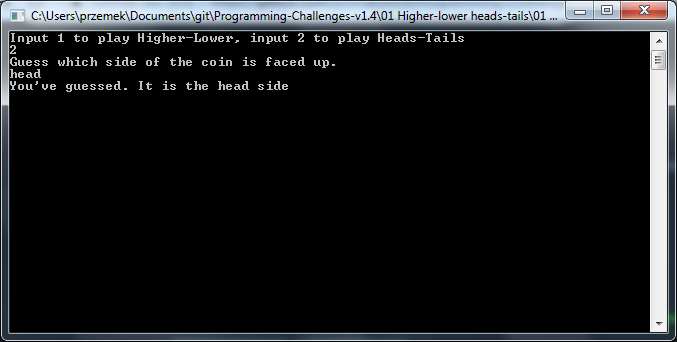 C:\Users\przemek\Documents\git\Programming-Challenges-v1.4\01 Higher-lower heads-tails\01 ...
Input 1 to play Higher-Lower, input 2 to play Heads-Tails
2
Guess which side of the coin is faced up.
head
You've guessed. It is the head side